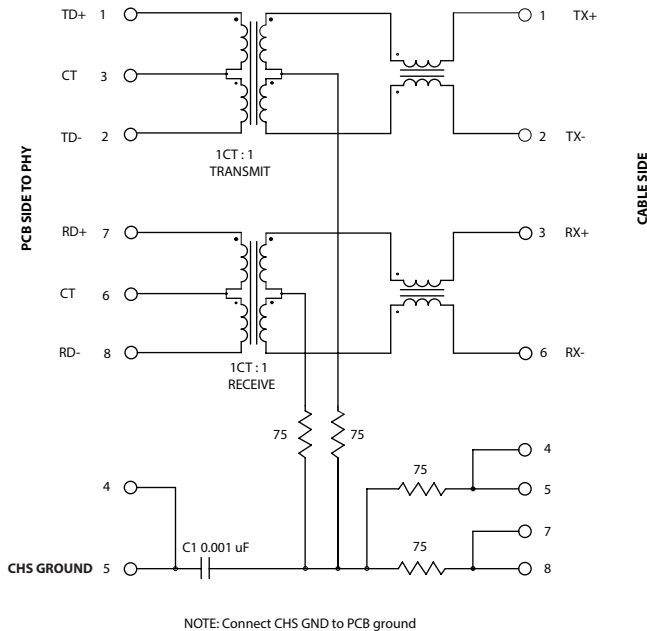 TD+ 1
1 TX+
CT 3
TD- 2
2 TX-
1CT : 1
TRANSMIT
PCB SIDE TO PHY
CABLE SIDE
RD+ 7
3 RX+
CT 6
RD- 8
6 RX-
1CT : 1
RECEIVE
75
75
4
75
5
4
7
C1 0.001 uF
75
CHS GROUND 5
8
NOTE: Connect CHS GND to PCB ground